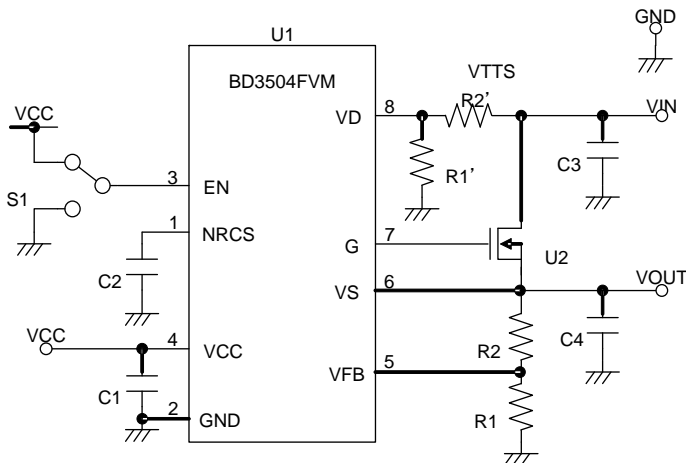 GND
U1
VTTS
BD3504FVM
R2’
VCC
VD
8
VIN
R1’
C3
3
EN
S1
1
NRCS
7
G
U2
C2
6
VS
VOUT
VCC
4
VCC
R2
C4
5
VFB
C1
2
GND
R1